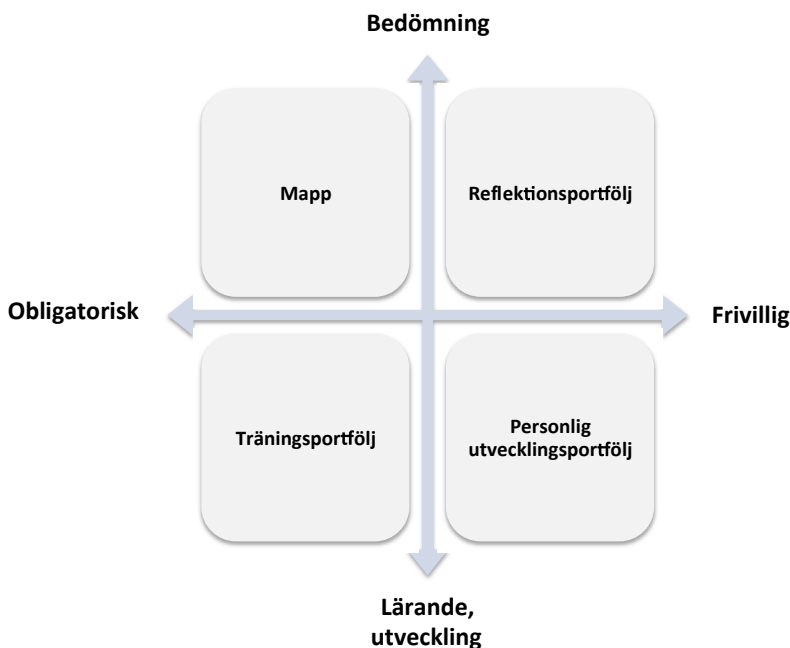 Bedömning
Mapp
Reflektionsportfölj
Obligatorisk
Frivillig
Träningsportfölj
Personlig
utvecklingsportfölj
Lärande,
utveckling